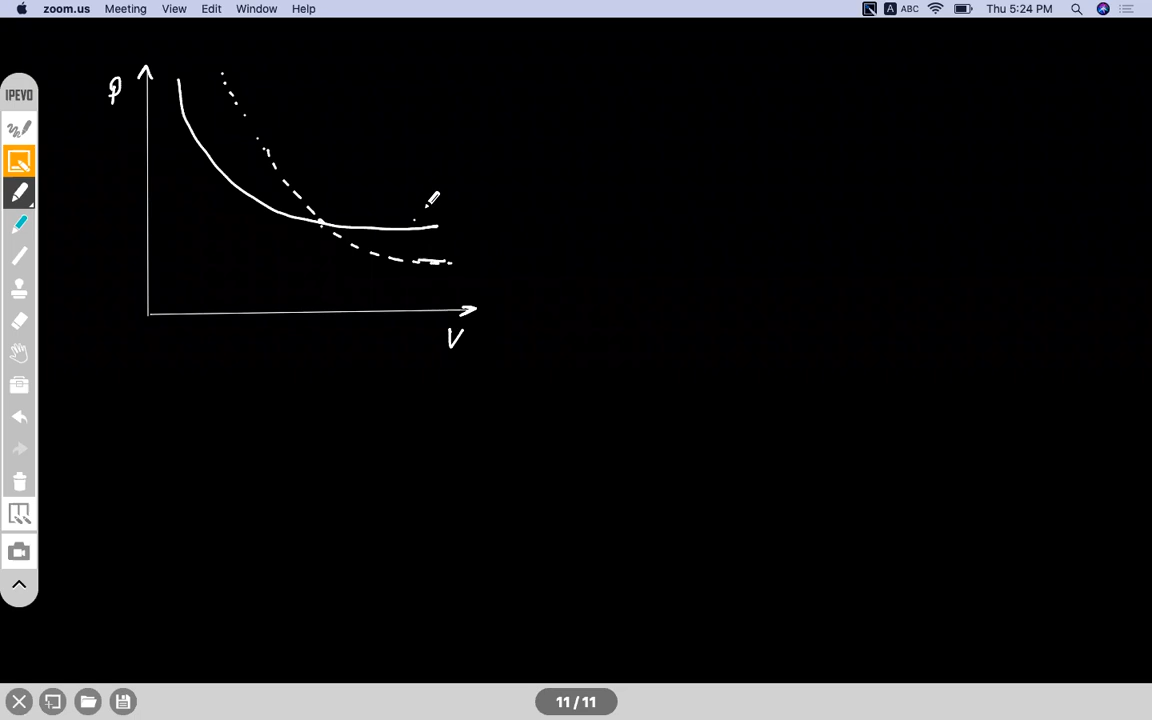 zoom.us Meeting View Edit Window Help A ABC Thu 5:24 PM
IPEVO
P
V
11/11